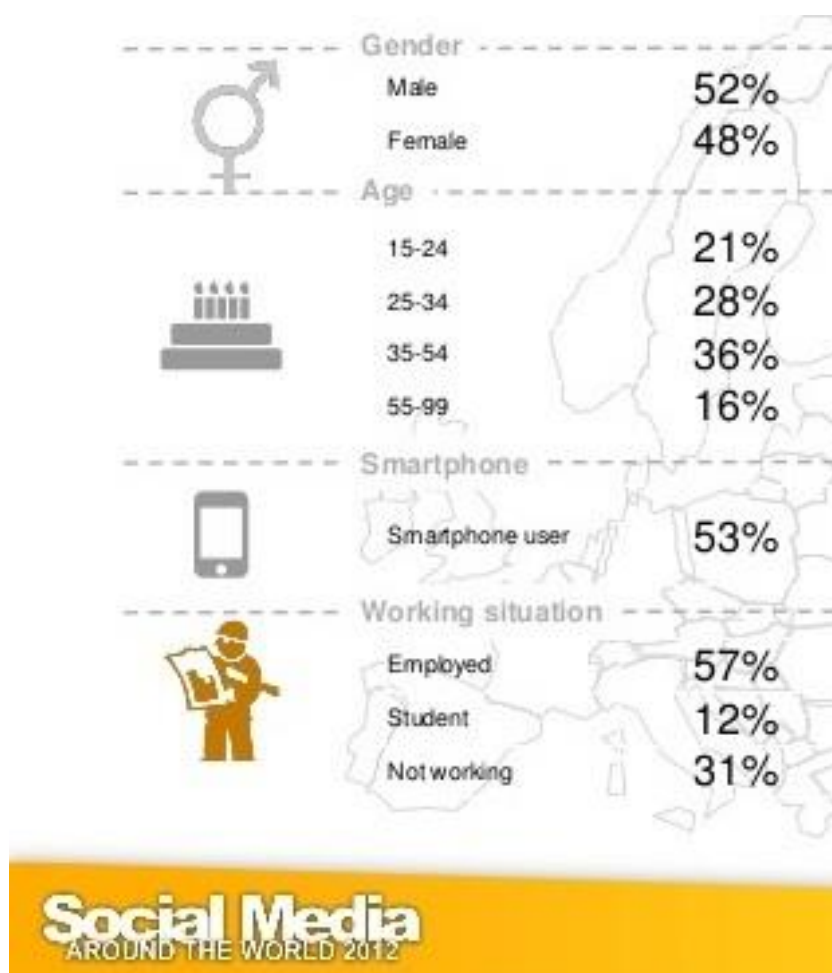 Gender
Male 52%
Female 48%
Age
15-24 21%
25-34 28%
35-54 36%
55-99 16%
Smartphone
Smartphone user 53%
Working situation
Employed 57%
Student 12%
Not working 31%
Social Media
AROUND THE WORLD 2012